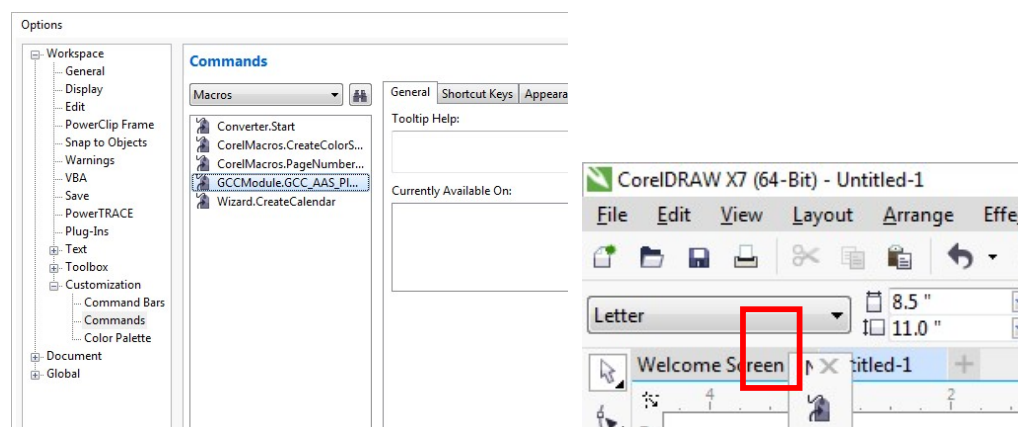 Options
Workspace
General
Display
Edit
PowerClip Frame
Snap to Objects
Warnings
VBA
Save
PowerTRACE
Plug-Ins
Text
Toolbox
Customization
Command Bars
Commands
Color Palette
Document
Global
Commands
Macros
Converter.Start
CorelMacros.CreateColorS...
CorelMacros.PageNumber...
GCCModule.GCC_AAS_Pl...
Wizard.CreateCalendar
General Shortcut Keys Appeara
Tooltip Help:
Currently Available On:
CorelDRAW X7 (64-Bit) - Untitled-1
File Edit View Layout Arrange Effe
Letter
8.5 "
11.0 "
Welcome Screen titled-1
4 2